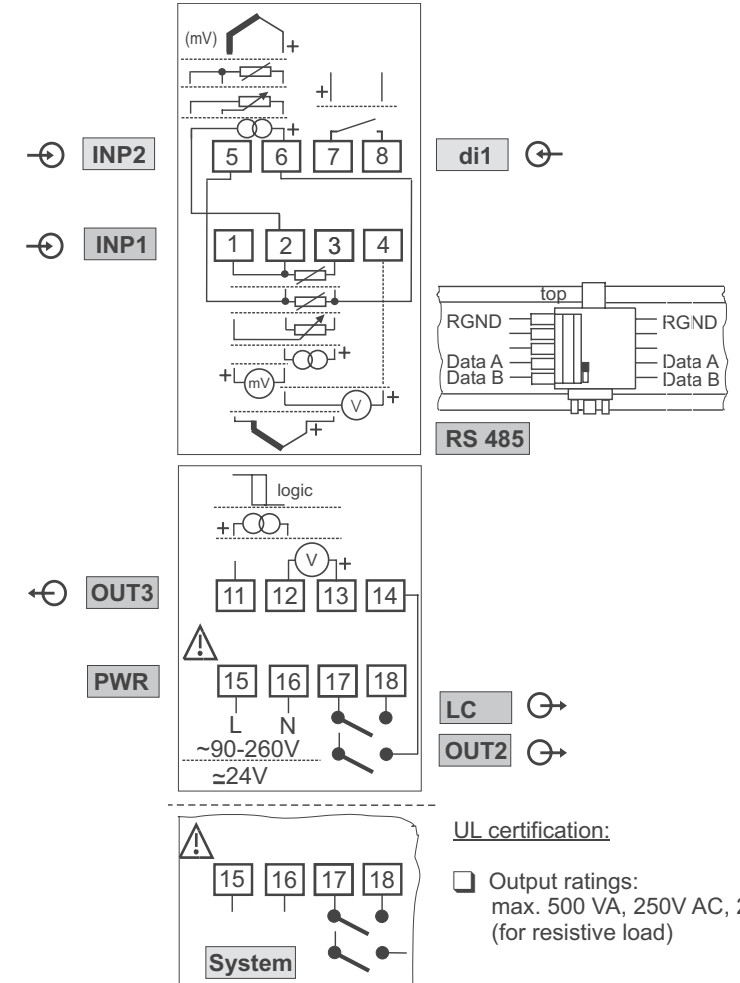 (mV)
+
+
+
INP2
5 6 7 8
di1
INP1
1 2 3 4
+
+
mV
V
+
+
top
RGND
RGND
Data A
Data A
Data B
Data B
RS 485
logic
+
V
+
OUT3
11 12 13 14
PWR
15 16 17 18
L N
~90-260V
≃24V
LC
OUT2
15 16 17 18
System
UL certification:
Output ratings:
max. 500 VA, 250V AC,
(for resistive load)